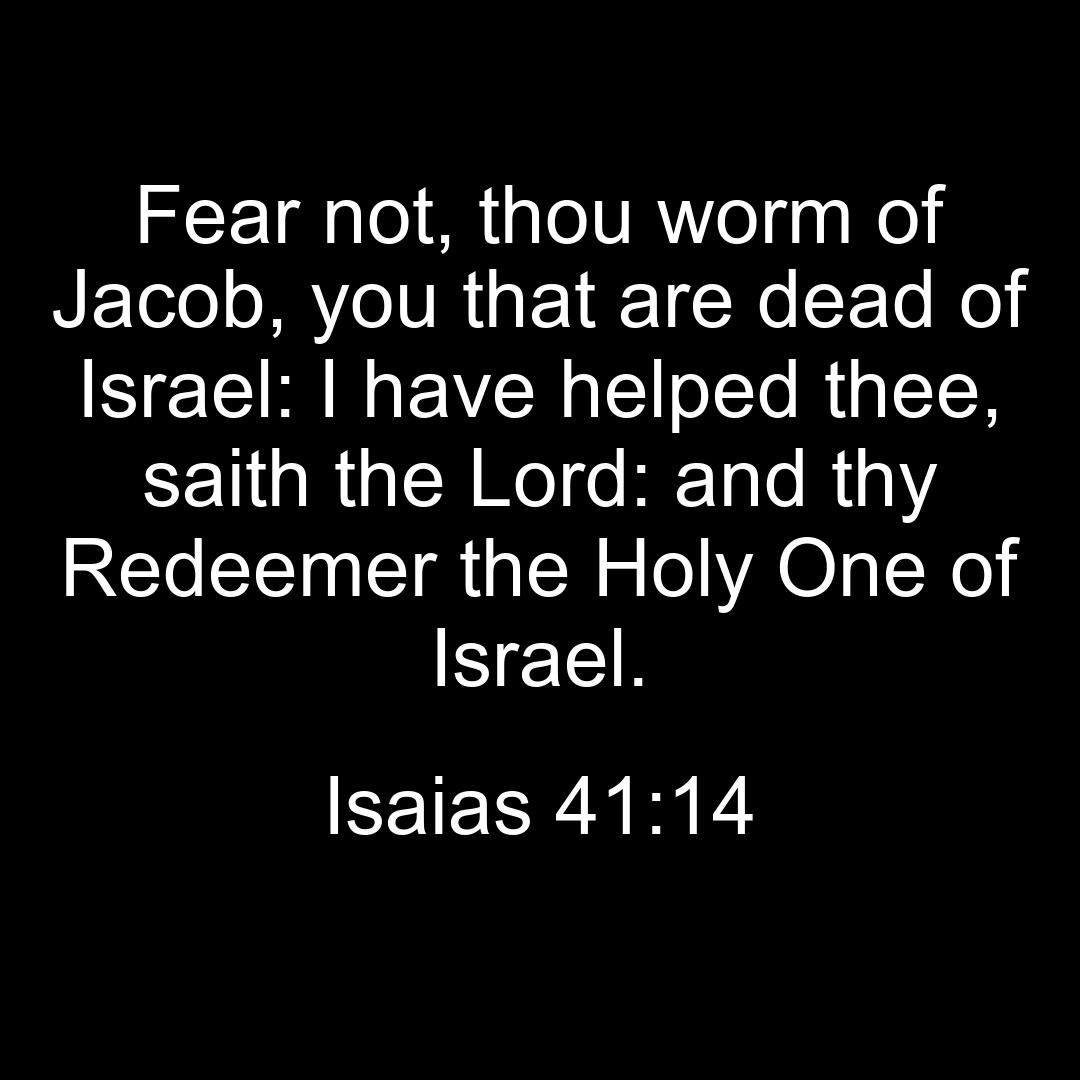 Fear not, thou worm of
Jacob, you that are dead of
Israel: I have helped thee,
saith the Lord: and thy
Redeemer the Holy One of
Israel.
Isaias 41:14